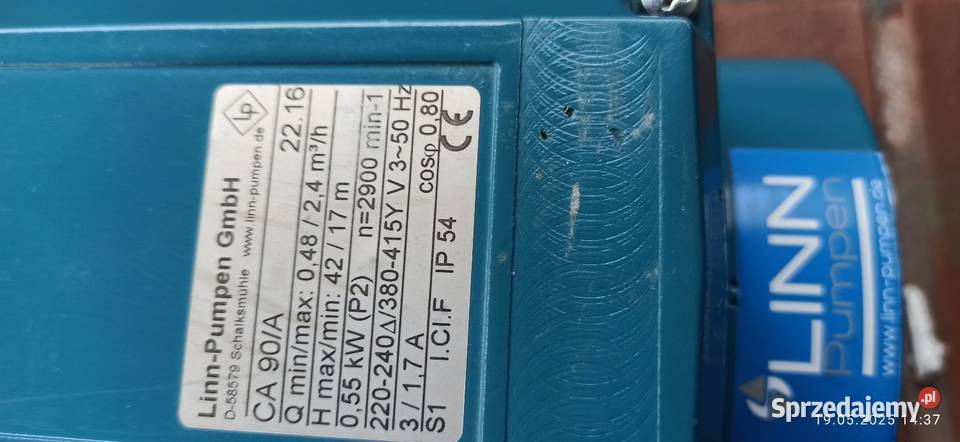 Linn-Pumpen GmbH
D-58579 Schalksmühle www.linn-pumpen.de
Lp
CA 90/A 22.16
Q min/max: 0,48 / 2,4 m³/h
H max/min: 42 / 17 m
0,55 kW (P2) n=2900 min-1
220-240∆/380-415Y V 3~50 Hz
3 / 1,7 A cosφ 0,80
S1 I.Cl.F IP 54 CE
LINN
Pumpen
www.linn-pumpen.de
Sprzedajemy.pl
19.05.2025 14:37